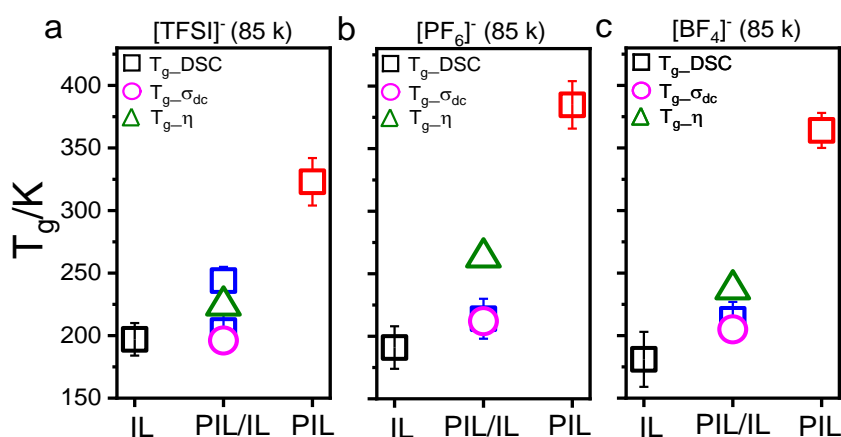 a [TFSI]⁻ (85 k) b [PF₆]⁻ (85 k) c [BF₄]⁻ (85 k)
T_g_DSC T_g_DSC T_g_DSC
T_g_σ_dc T_g_σ_dc T_g_σ_dc
T_g_η T_g_η T_g_η
T_g/K
400
350
300
250
200
150
IL PIL/IL PIL IL PIL/IL PIL IL PIL/IL PIL